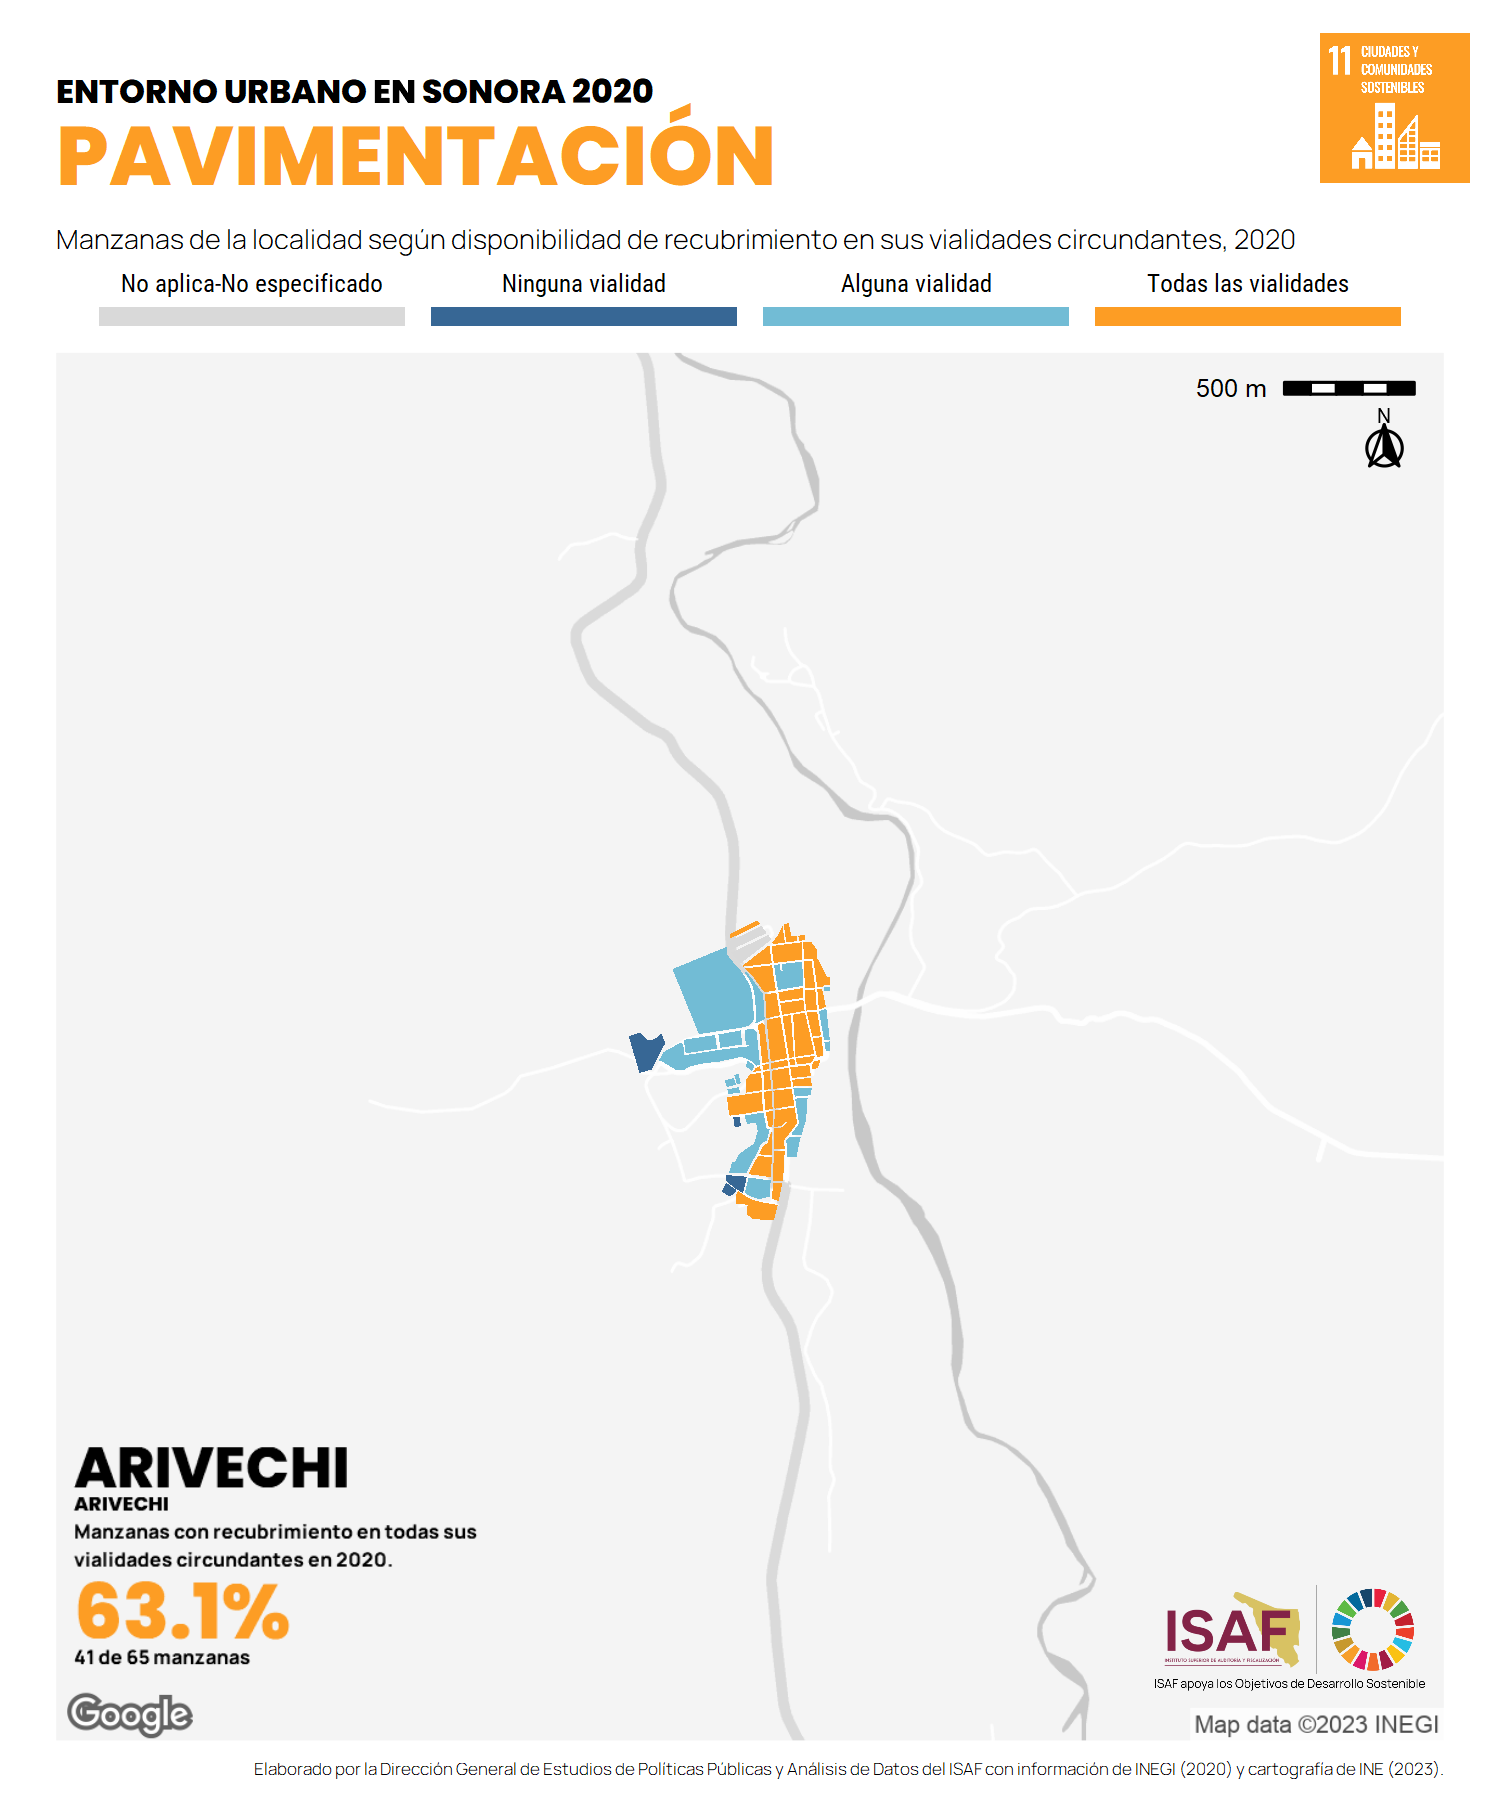 ENTORNO URBANO EN SONORA 2020
PAVIMENTACIÓN
11 CIUDADES Y
COMUNIDADES
SOSTENIBLES
Manzanas de la localidad según disponibilidad de recubrimiento en sus vialidades circundantes, 2020
No aplica-No especificado
Ninguna vialidad
Alguna vialidad
Todas las vialidades
500 m
N
ARIVECHI
ARIVECHI
Manzanas con recubrimiento en todas sus
vialidades circundantes en 2020.
63.1%
41 de 65 manzanas
Google
ISAF
INSTITUTO SUPERIOR DE AUDITORÍA Y FISCALIZACIÓN
ISAF apoya los Objetivos de Desarrollo Sostenible
Map data ©2023 INEGI
Elaborado por la Dirección General de Estudios de Políticas Públicas y Análisis de Datos del ISAF con información de INEGI (2020) y cartografía de INE (2023).